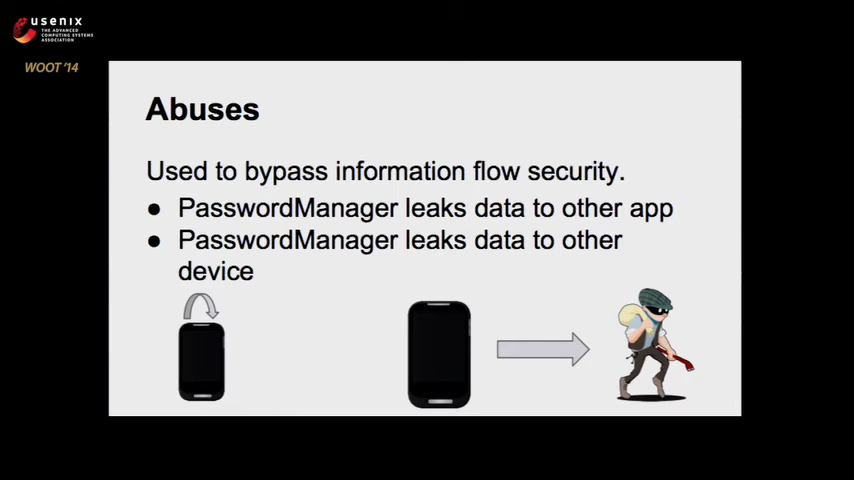 usenix
THE ADVANCED
COMPUTING SYSTEMS
ASSOCIATION
WOOT '14
Abuses
Used to bypass information flow security.
● PasswordManager leaks data to other app
● PasswordManager leaks data to other
device